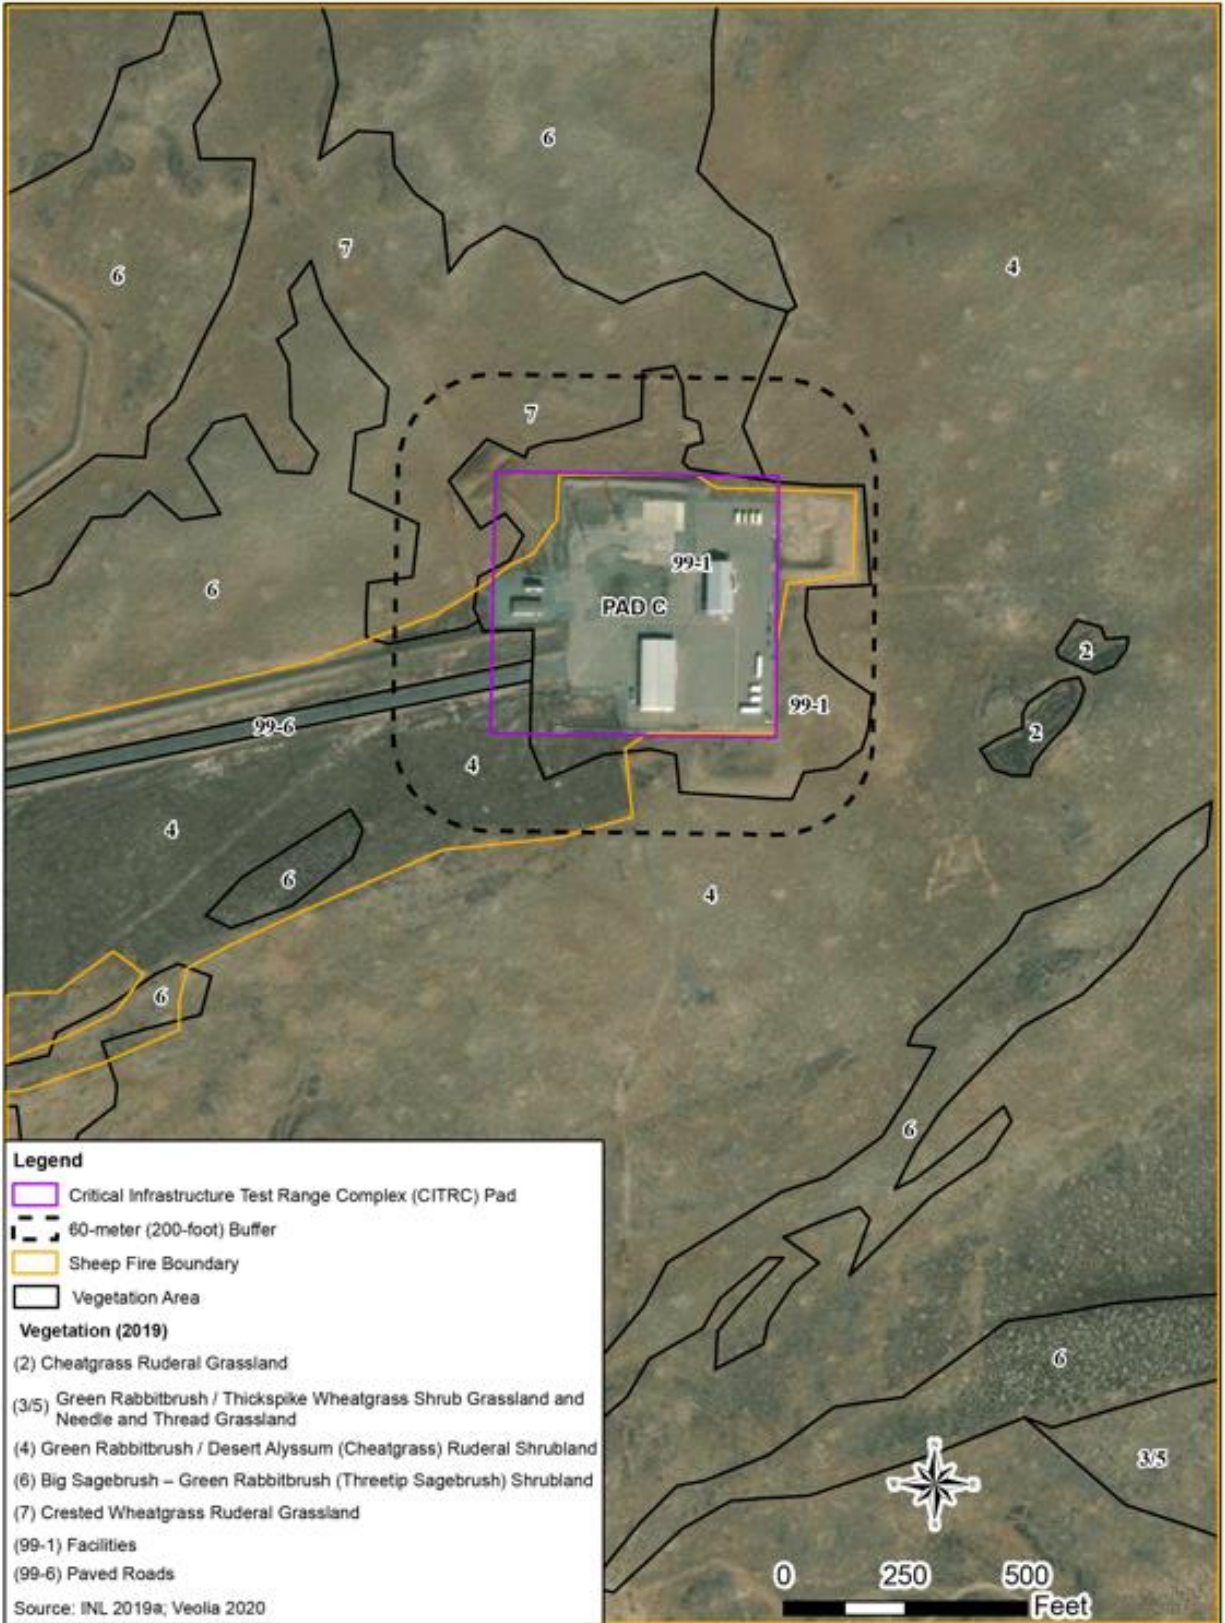 6
7
6
4
7
6
99-1
PAD C
2
99-6
99-1
2
4
4
6
4
6
6
6
3/5
Legend
Critical Infrastructure Test Range Complex (CITRC) Pad
60-meter (200-foot) Buffer
Sheep Fire Boundary
Vegetation Area
Vegetation (2019)
(2) Cheatgrass Ruderal Grassland
(3/5) Green Rabbitbrush / Thickspike Wheatgrass Shrub Grassland and
Needle and Thread Grassland
(4) Green Rabbitbrush / Desert Alyssum (Cheatgrass) Ruderal Shrubland
(6) Big Sagebrush – Green Rabbitbrush (Threetip Sagebrush) Shrubland
(7) Crested Wheatgrass Ruderal Grassland
(99-1) Facilities
(99-6) Paved Roads
Source: INL 2019a; Veolia 2020
0 250 500
Feet